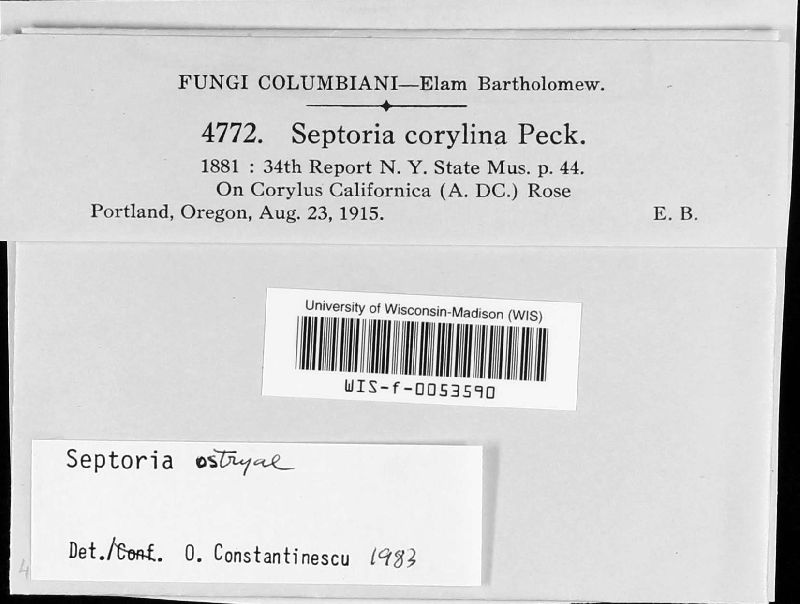 FUNGI COLUMBIANI—Elam Bartholomew.
4772. Septoria corylina Peck.
1881 : 34th Report N. Y. State Mus. p. 44.
On Corylus Californica (A. DC.) Rose
Portland, Oregon, Aug. 23, 1915. E. B.
University of Wisconsin-Madison (WIS)
WIS-f-0053590
Septoria ostryae
Det./Conf. O. Constantinescu 1983
4